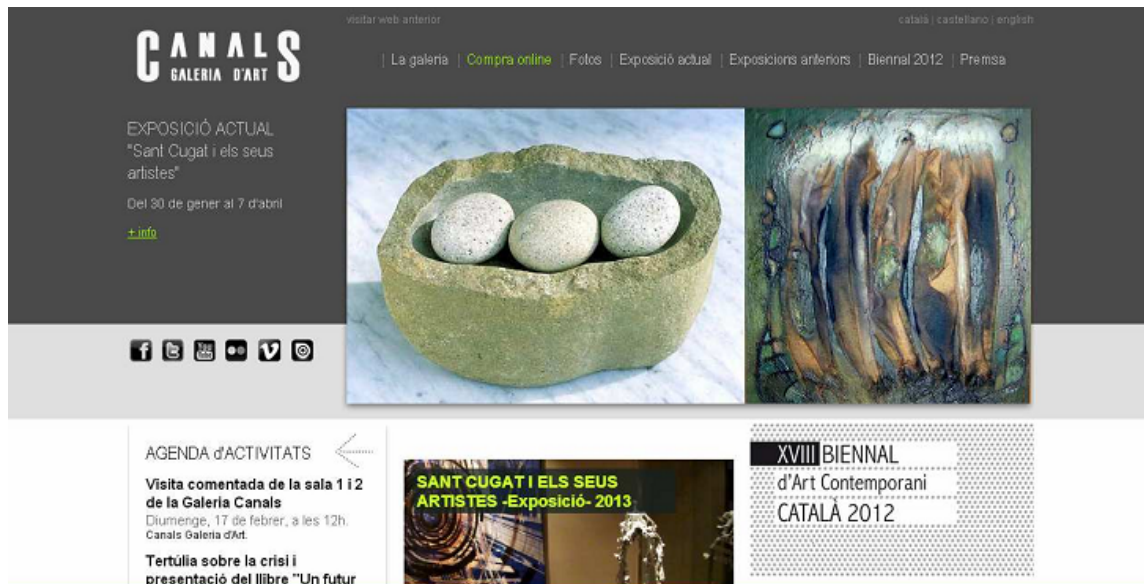 visitar web anterior
català | castellano | english
CANALS
GALERIA D'ART
| La galeria | Compra online | Fotos | Exposició actual | Exposicions anteriors | Biennal 2012 | Premsa
EXPOSICIÓ ACTUAL
"Sant Cugat i els seus
artistes"
Del 30 de gener al 7 d'abril
+ info
AGENDA d'ACTIVITATS
Visita comentada de la sala 1 i 2
de la Galeria Canals
Diumenge, 17 de febrer, a les 12h.
Canals Galeria d'Art.
Tertúlia sobre la crisi i
presentació del llibre "Un futur
SANT CUGAT I ELS SEUS
ARTISTES -Exposició- 2013
XVIII BIENNAL
d'Art Contemporani
CATALÀ 2012